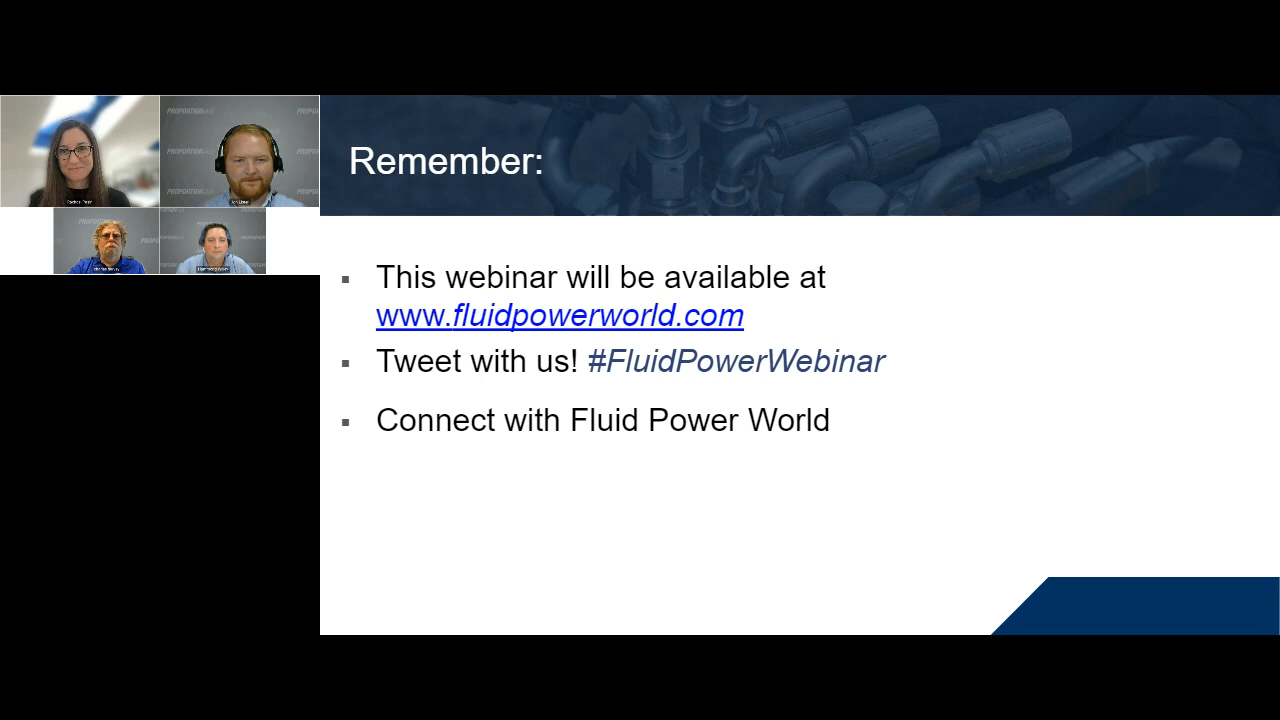 PROPORTION
Remember:
This webinar will be available at
www.fluidpowerworld.com
Tweet with us! #FluidPowerWebinar
Connect with Fluid Power World